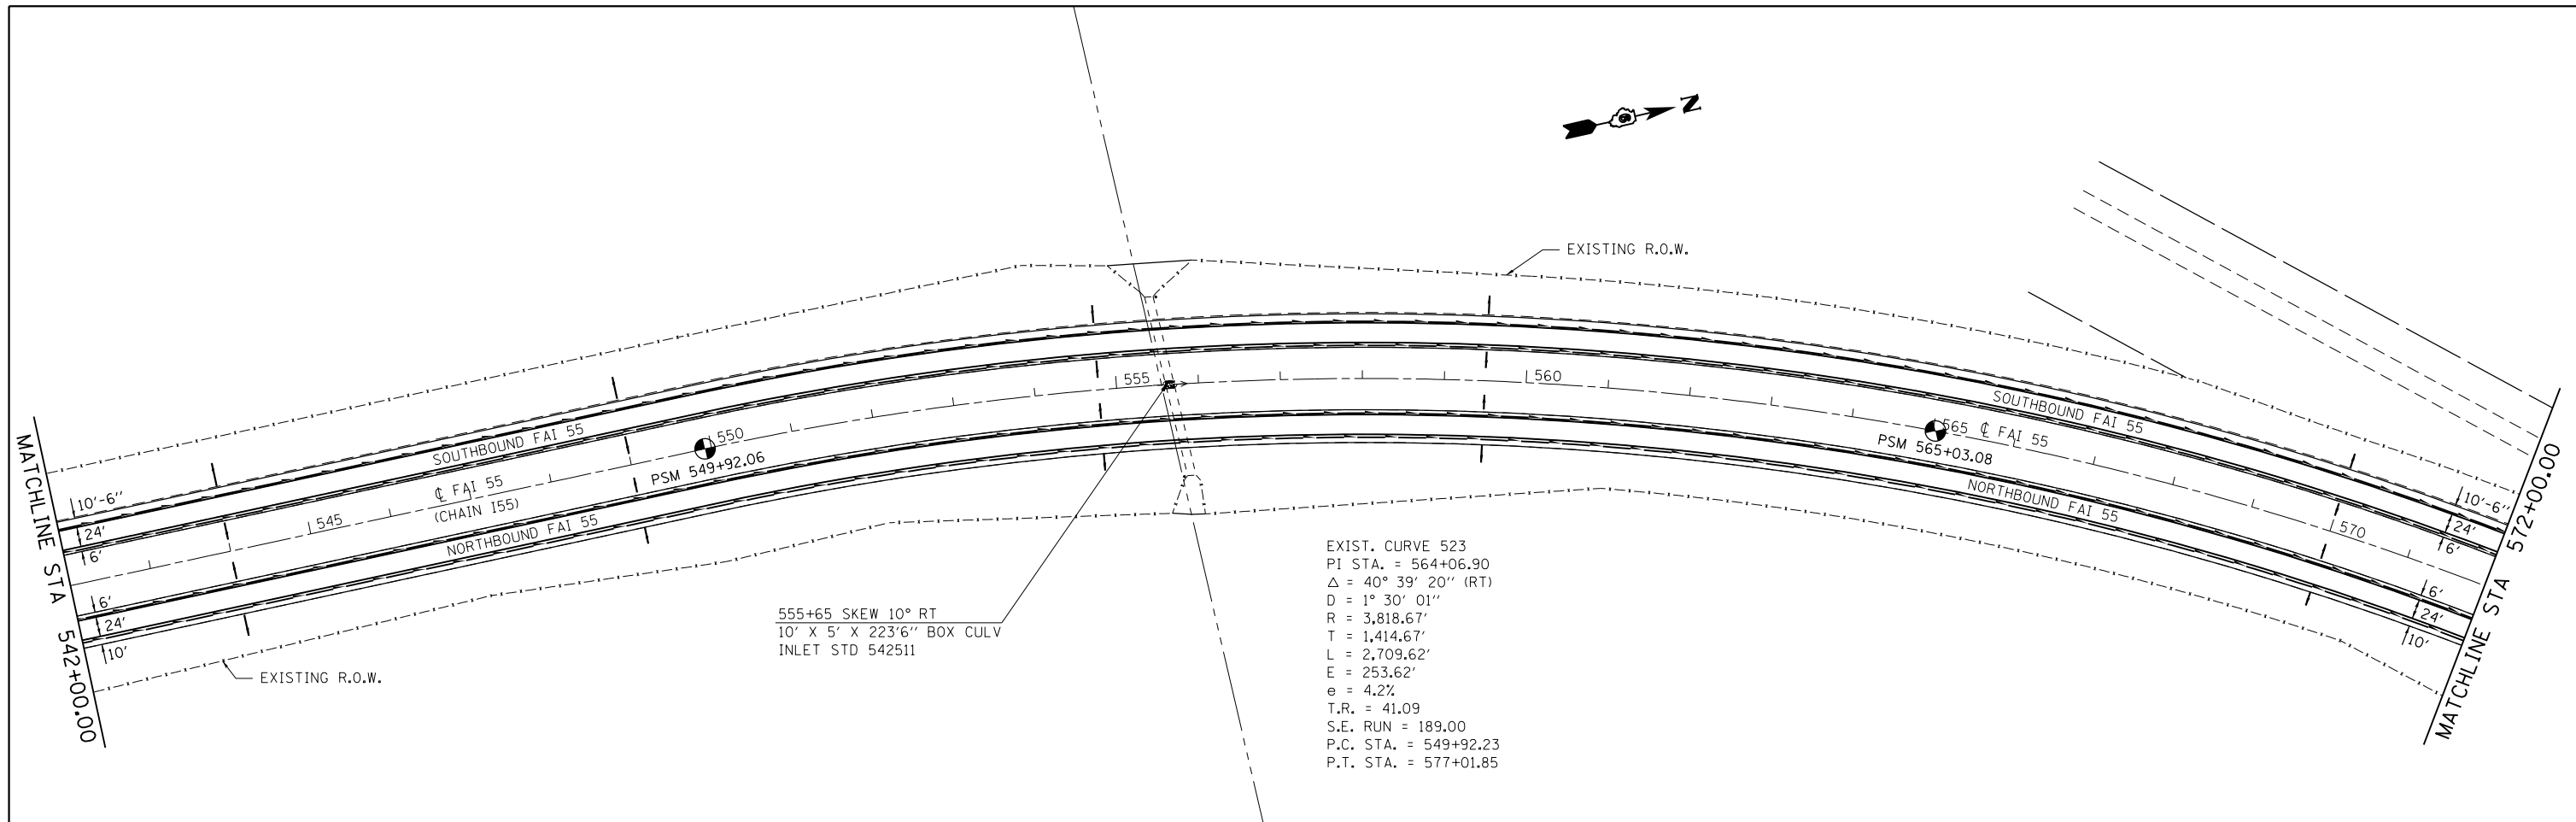 N
EXISTING R.O.W.
MATCHLINE STA 542+00.00
10'-6''
24'
6'
6'
24'
10'
SOUTHBOUND FAI 55
℄ FAI 55
(CHAIN I55)
545
NORTHBOUND FAI 55
550
PSM 549+92.06
555
560
565
℄ FAI 55
PSM 565+03.08
SOUTHBOUND FAI 55
NORTHBOUND FAI 55
570
10'-6''
24'
6'
6'
24'
10'
MATCHLINE STA 572+00.00
EXISTING R.O.W.
555+65 SKEW 10° RT
10' X 5' X 223'6'' BOX CULV
INLET STD 542511
EXIST. CURVE 523
PI STA. = 564+06.90
Δ = 40° 39' 20'' (RT)
D = 1° 30' 01''
R = 3,818.67'
T = 1,414.67'
L = 2,709.62'
E = 253.62'
e = 4.2%
T.R. = 41.09
S.E. RUN = 189.00
P.C. STA. = 549+92.23
P.T. STA. = 577+01.85